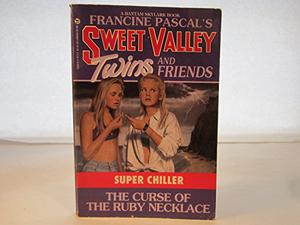 A BANTAM SKYLARK BOOK
FRANCINE PASCAL'S
SWEET VALLEY
Twins AND
FRIENDS
SUPER CHILLER
THE CURSE OF
THE RUBY NECKLACE